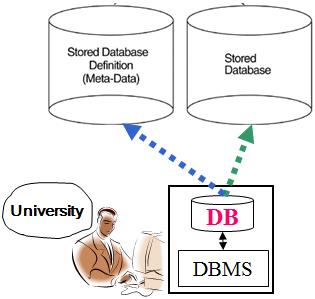 Stored Database
Definition
(Meta-Data)
Stored
Database
University
DB
DBMS